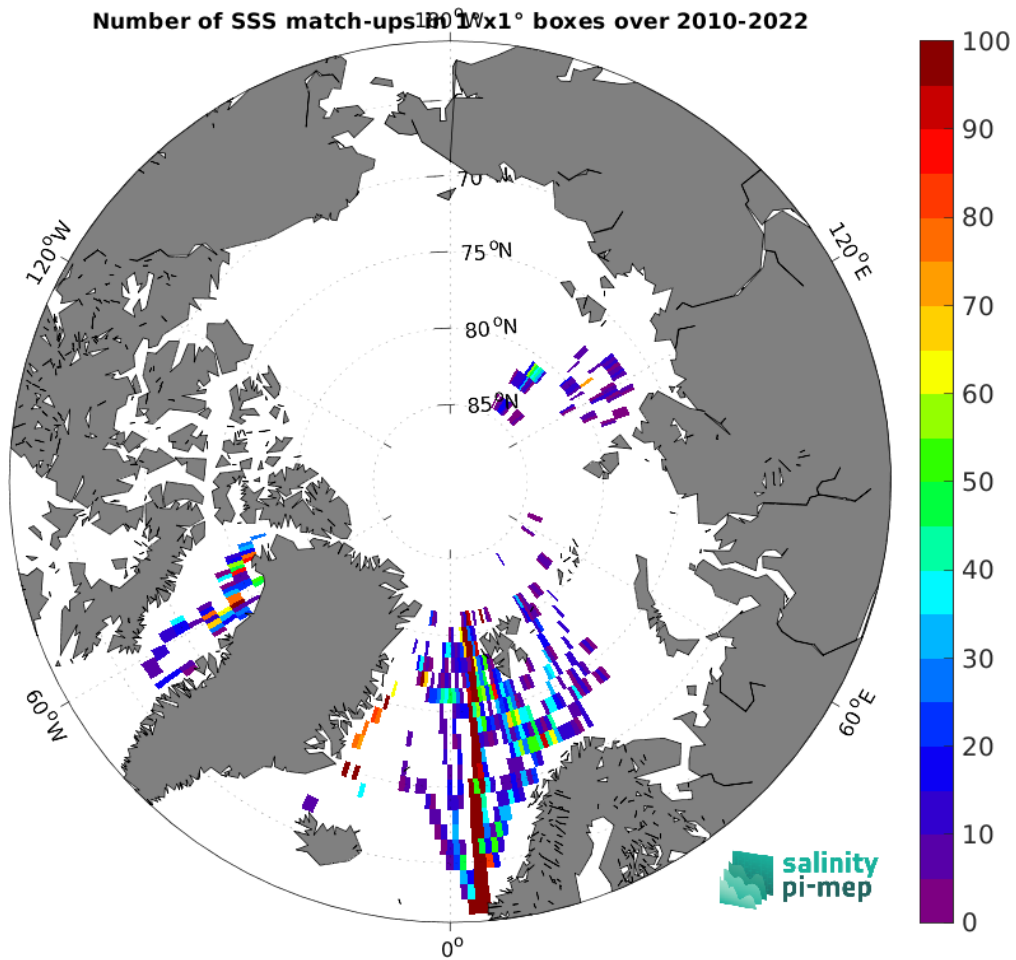 Number of SSS match-ups in 1°x1° boxes over 2010-2022
180°W
120°W
120°E
70°N
75°N
80°N
85°N
60°W
60°E
0°
100
90
80
70
60
50
40
30
20
10
0
salinity
pi-mep